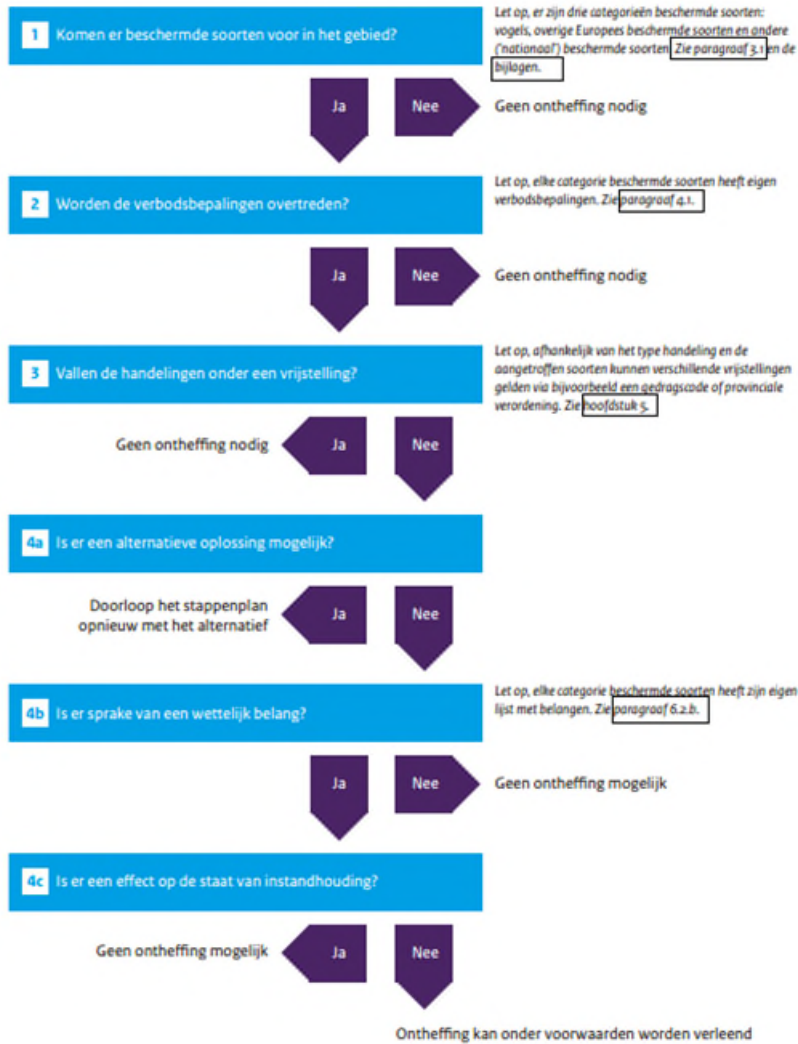 1 Komen er beschermde soorten voor in het gebied?
Let op, er zijn drie categorieën beschermde soorten:
vogels, overige Europees beschermde soorten en andere
('nationaal') beschermde soorten. Zie paragraaf 3.1 en de
bijlagen.
Ja
Nee
Geen ontheffing nodig
2 Worden de verbodsbepalingen overtreden?
Let op, elke categorie beschermde soorten heeft eigen
verbodsbepalingen. Zie paragraaf 4.1.
Ja
Nee
Geen ontheffing nodig
3 Vallen de handelingen onder een vrijstelling?
Let op, afhankelijk van het type handeling en de
aangetroffen soorten kunnen verschillende vrijstellingen
gelden via bijvoorbeeld een gedragscode of provinciale
verordening. Zie hoofdstuk 5.
Geen ontheffing nodig
Ja
Nee
4a Is er een alternatieve oplossing mogelijk?
Doorloop het stappenplan
opnieuw met het alternatief
Ja
Nee
4b Is er sprake van een wettelijk belang?
Let op, elke categorie beschermde soorten heeft zijn eigen
lijst met belangen. Zie paragraaf 6.2.b.
Ja
Nee
Geen ontheffing mogelijk
4c Is er een effect op de staat van instandhouding?
Geen ontheffing mogelijk
Ja
Nee
Ontheffing kan onder voorwaarden worden verleend